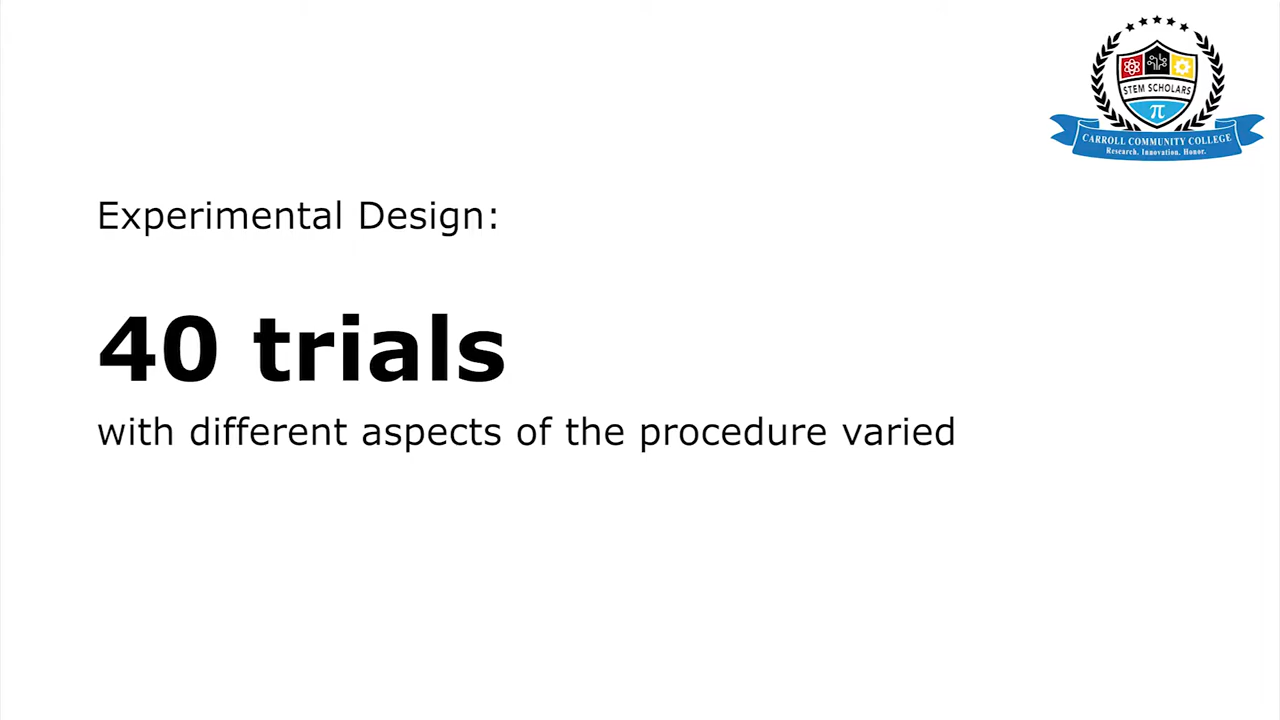 STEM SCHOLARS
π
CARROLL COMMUNITY COLLEGE
Research. Innovation. Honor.
Experimental Design:
40 trials
with different aspects of the procedure varied